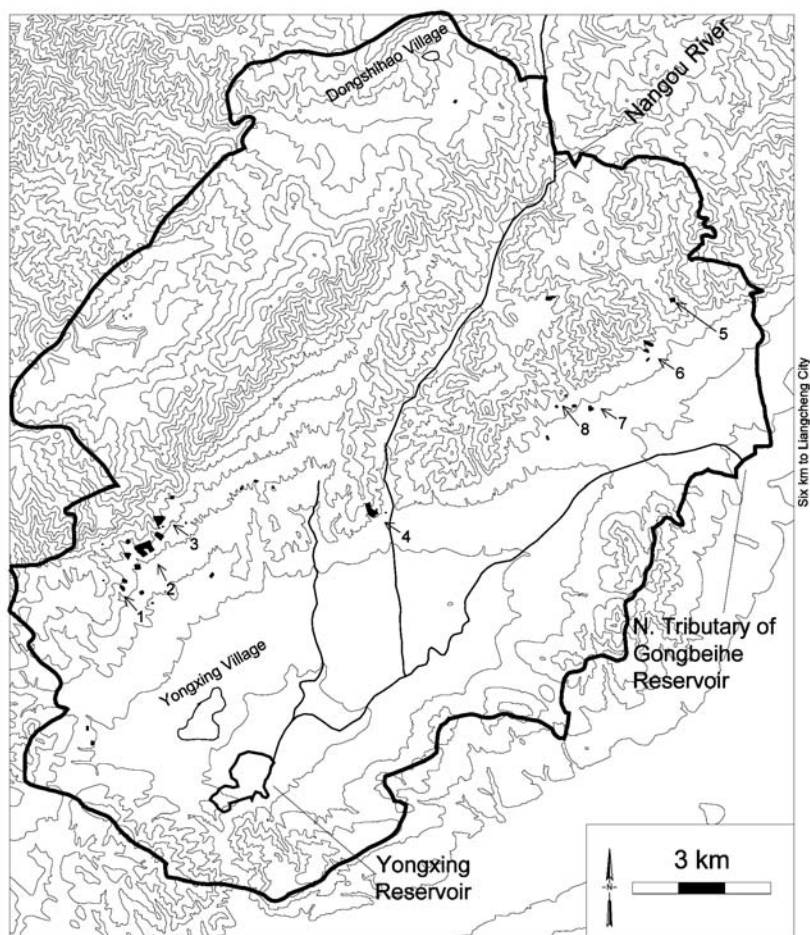 Dongshihao Village
Nangou River
5
6
8
7
Six km to Liangcheng City
3
4
2
1
N. Tributary of
Gongbeihe
Reservoir
Yongxing Village
3 km
N
Yongxing
Reservoir